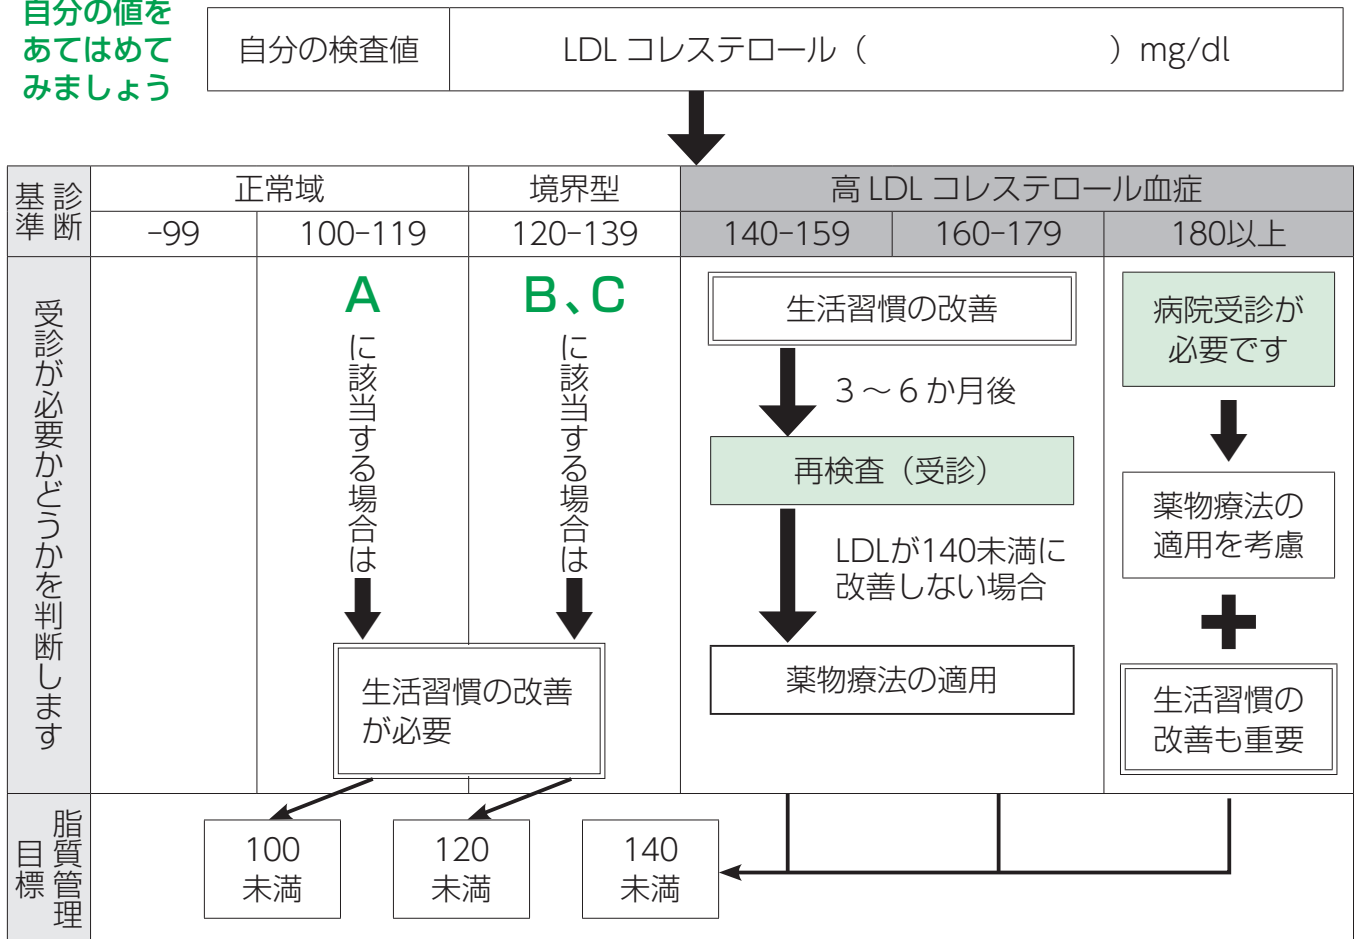 自分の値を
あてはめて
みましょう
自分の検査値
LDL コレステロール（　　　　　　　　）mg/dl
診断基準
正常域
境界型
高 LDL コレステロール血症
-99
100-119
120-139
140-159
160-179
180以上
受診が必要かどうかを判断します
A
に該当する場合は
B、C
に該当する場合は
生活習慣の改善
が必要
生活習慣の改善
3～6か月後
再検査（受診）
LDLが140未満に
改善しない場合
薬物療法の適用
病院受診が
必要です
薬物療法の
適用を考慮
生活習慣の
改善も重要
脂質管理
目標
100
未満
120
未満
140
未満